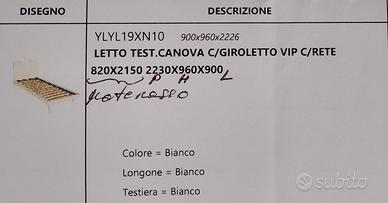 DISEGNO DESCRIZIONE
YLYL19XN10 900x960x2226
LETTO TEST.CANOVA C/GIROLETTO VIP C/RETE
820X2150 2230X960X900
P H L
materasso
Colore = Bianco
Longone = Bianco
Testiera = Bianco
subito